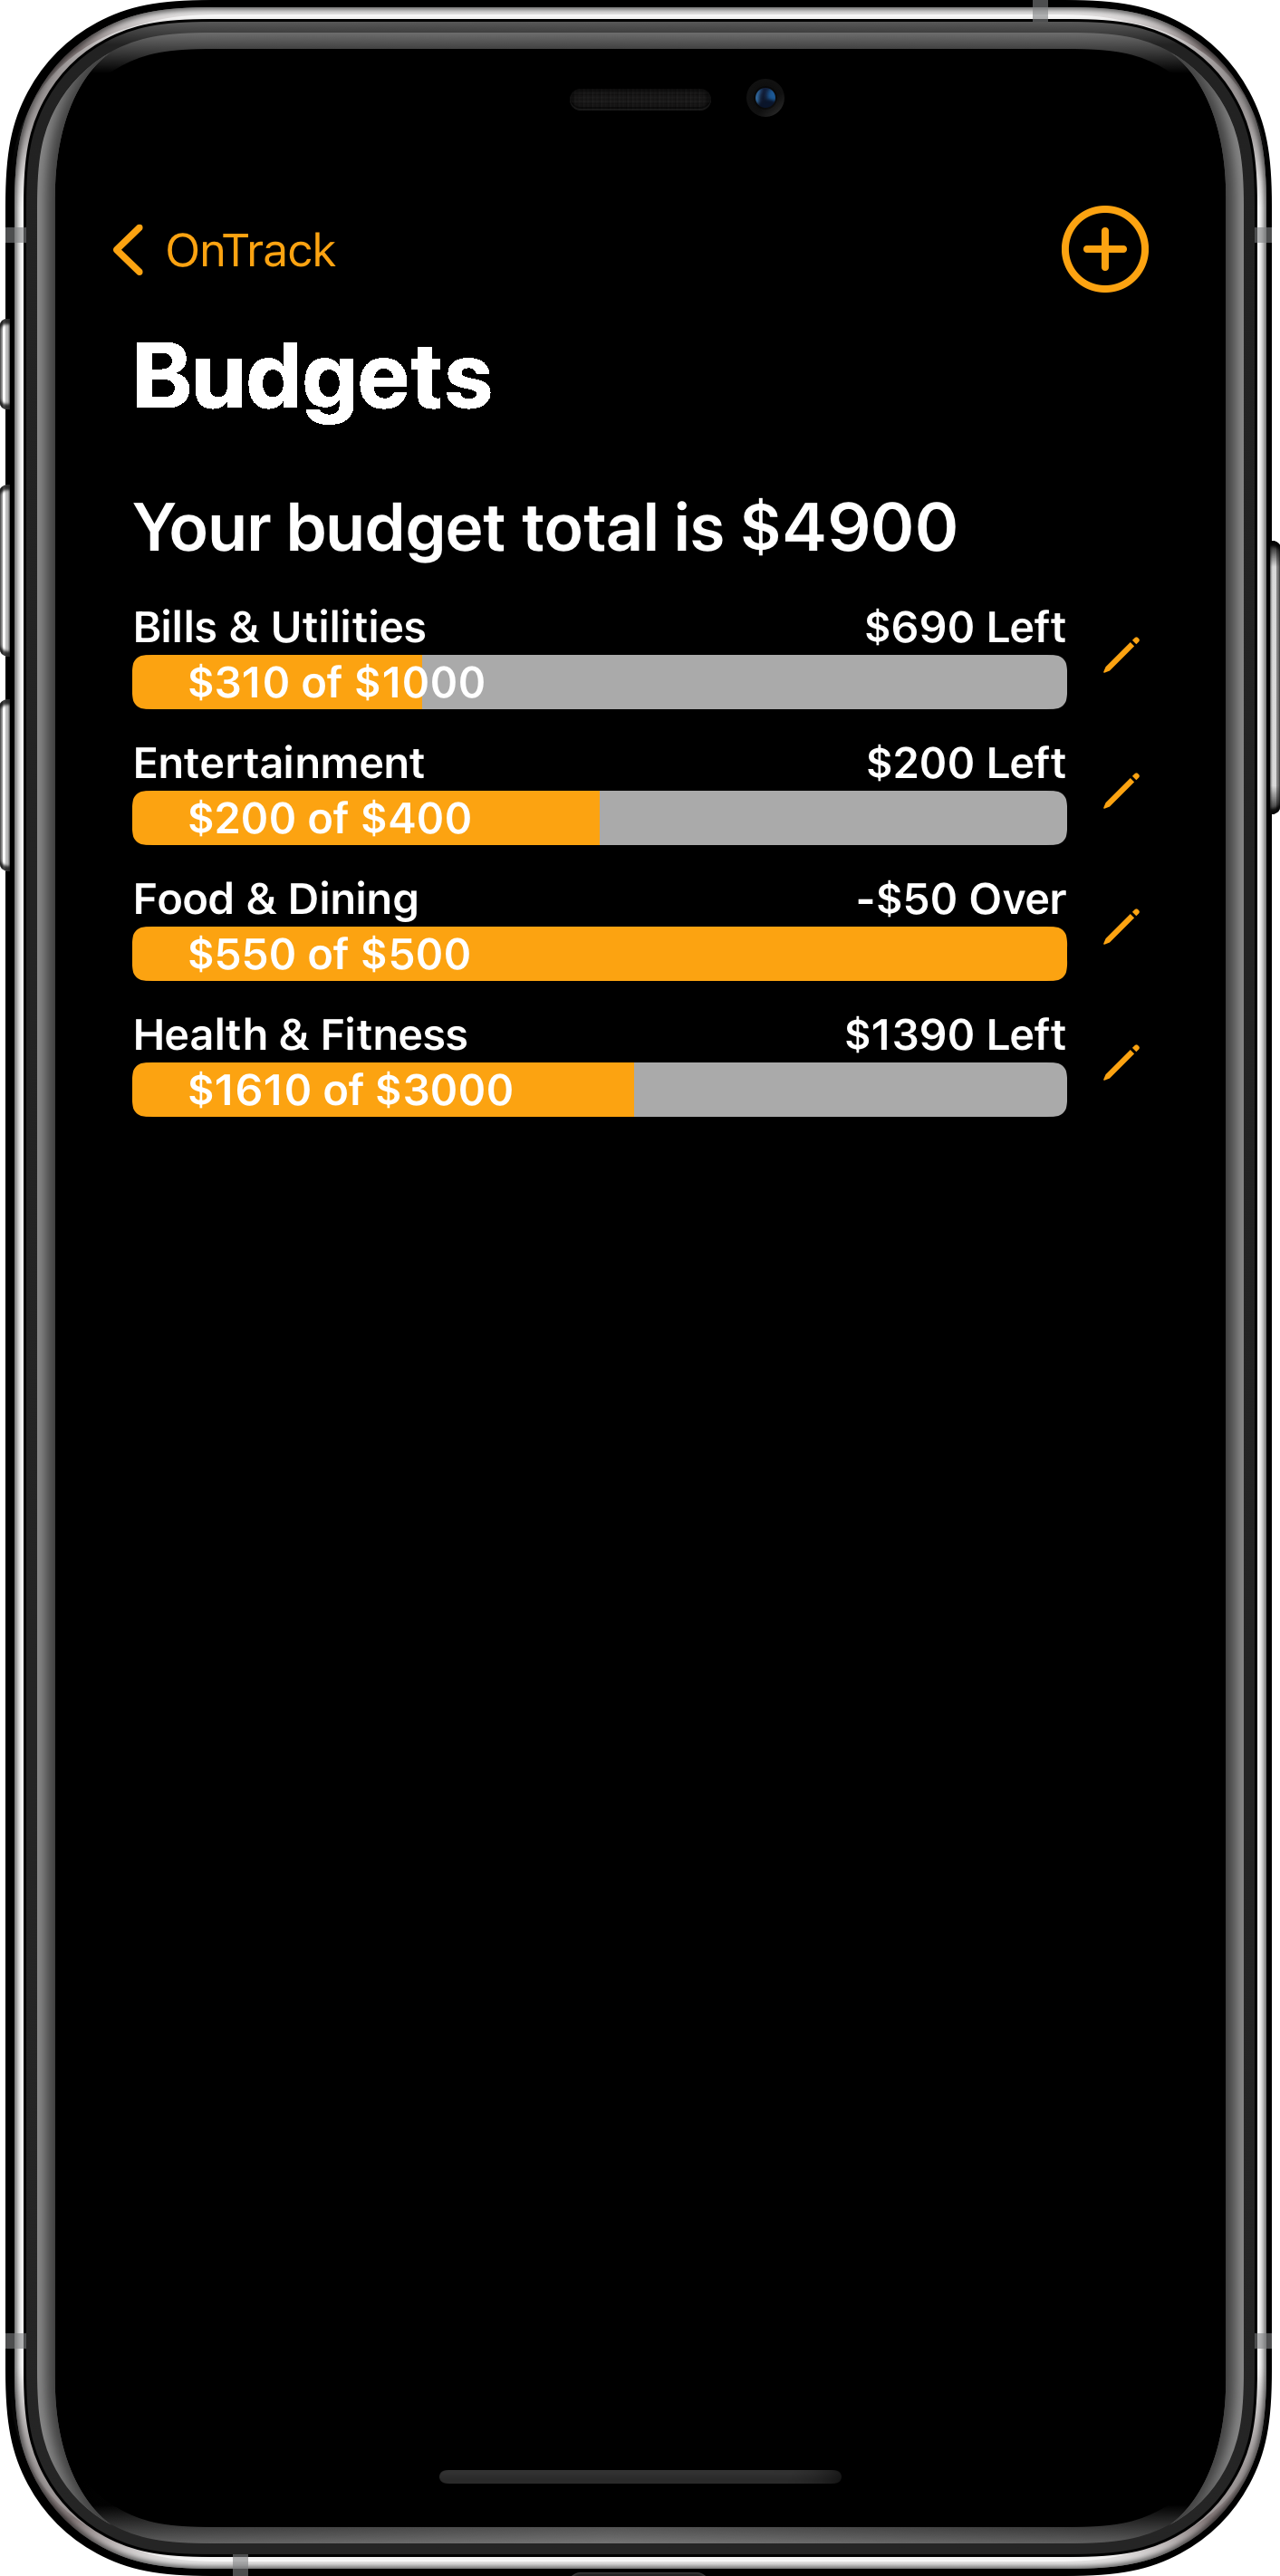 OnTrack
Budgets
Your budget total is $4900
Bills & Utilities $690 Left
$310 of $1000
Entertainment $200 Left
$200 of $400
Food & Dining -$50 Over
$550 of $500
Health & Fitness $1390 Left
$1610 of $3000